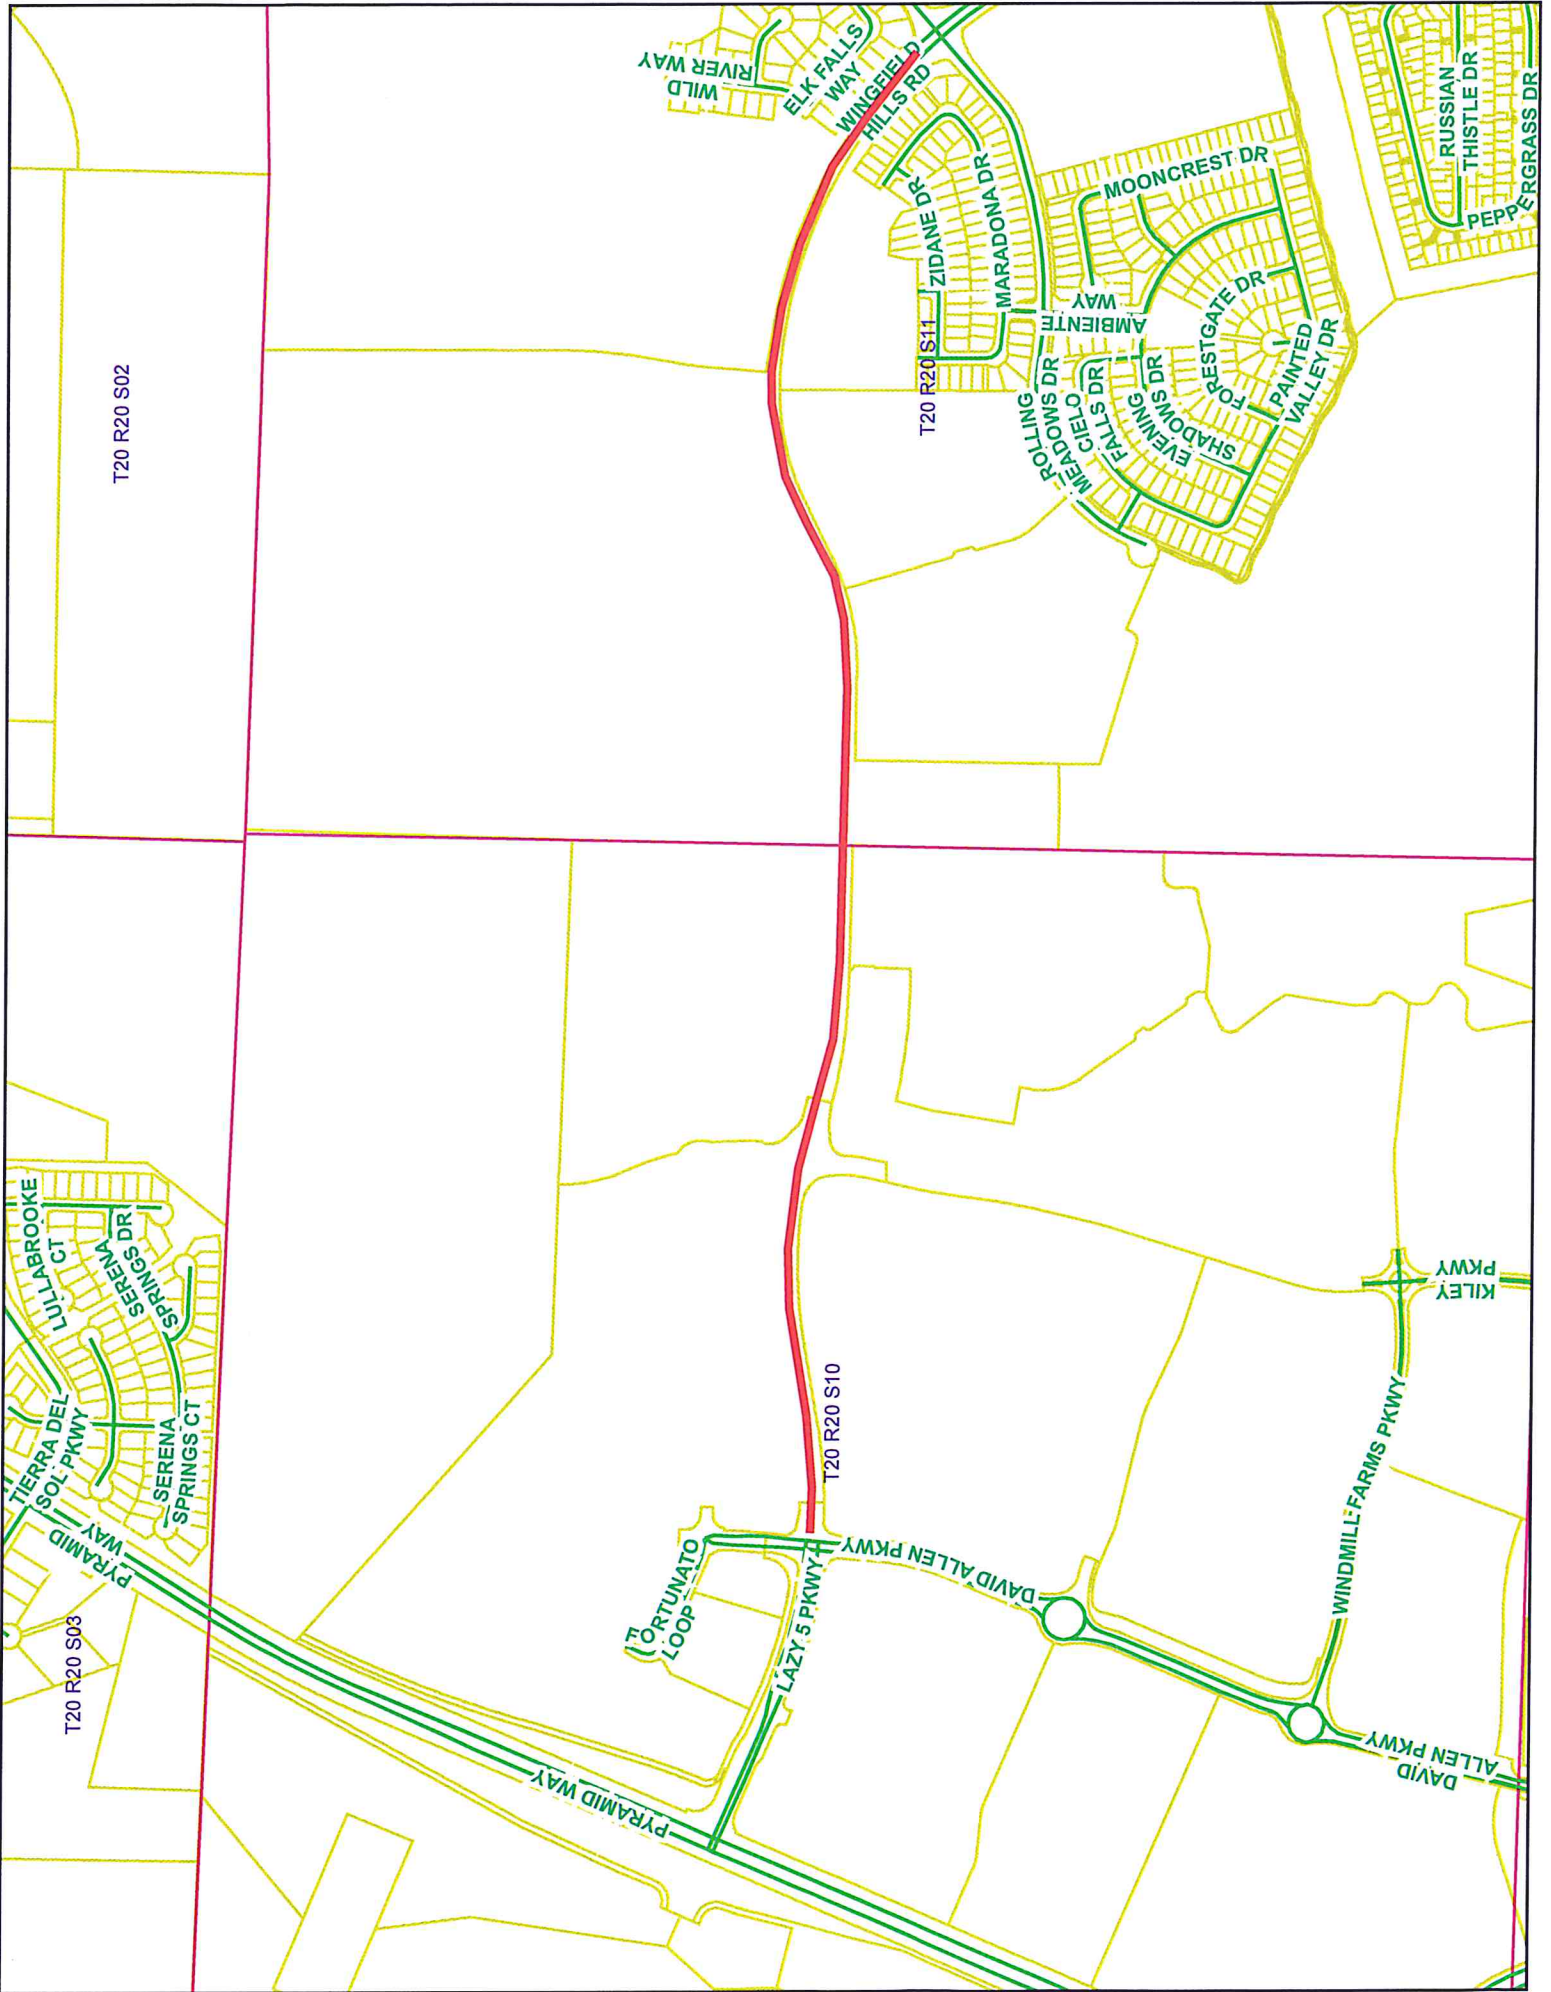 T20 R20 S02
WILD
RIVER WAY
ELK FALLS
WAY
WINGFIELD
HILLS RD
ZIDANE DR
MARADONA DR
T20 R20 S11
MOONCREST DR
AMBIENTE
WAY
ROLLING
MEADOWS DR
CIELO
FALLS DR
EVENING
SHADOWS DR
FORESTGATE DR
PAINTED
VALLEY DR
RUSSIAN
THISTLE DR
PEPPERGRASS DR
LULLABROOKE
CT
SERENA
SPRINGS DR
TIERRA DEL
SOL PKWY
SERENA
SPRINGS CT
PYRAMID
WAY
T20 R20 S03
T20 R20 S10
FORTUNATO
LOOP
LAZY 5 PKWY
DAVID ALLEN PKWY
PYRAMID WAY
KILEY
PKWY
WINDMILL FARMS PKWY
DAVID
ALLEN PKWY